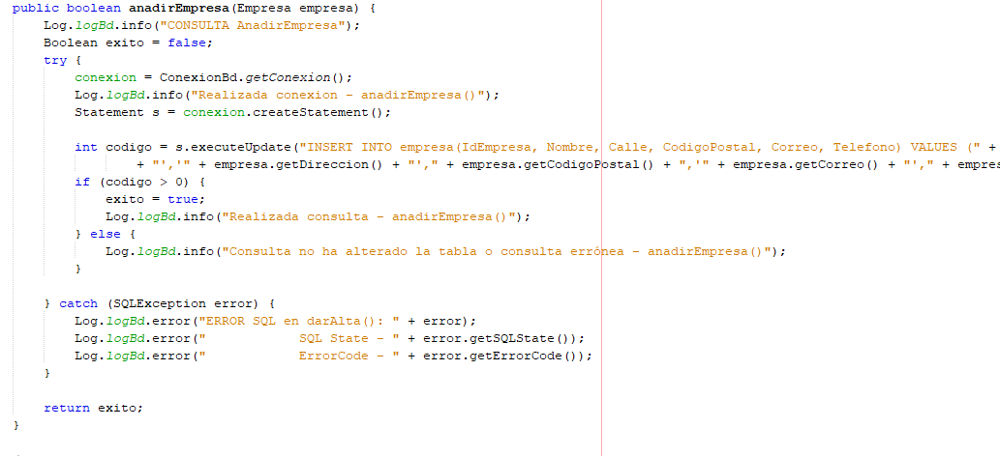 public boolean anadirEmpresa(Empresa empresa) {
    Log.logBd.info("CONSULTA AnadirEmpresa");
    Boolean exito = false;
    try {
        conexion = ConexionBd.getConexion();
        Log.logBd.info("Realizada conexion - anadirEmpresa()");
        Statement s = conexion.createStatement();
        int codigo = s.executeUpdate("INSERT INTO empresa(IdEmpresa, Nombre, Calle, CodigoPostal, Correo, Telefono) VALUES (" +
                + "','" + empresa.getDireccion() + "'," + empresa.getCodigoPostal() + ",'" + empresa.getCorreo() + "'," + empres
        if (codigo > 0) {
            exito = true;
            Log.logBd.info("Realizada consulta - anadirEmpresa()");
        } else {
            Log.logBd.info("Consulta no ha alterado la tabla o consulta errónea - anadirEmpresa()");
        }
    } catch (SQLException error) {
        Log.logBd.error("ERROR SQL en darAlta(): " + error);
        Log.logBd.error("            SQL State - " + error.getSQLState());
        Log.logBd.error("            ErrorCode - " + error.getErrorCode());
    }
    return exito;
}